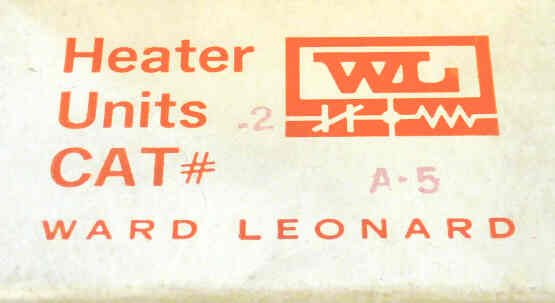 Heater
Units .2
CAT#
WL
A-5
WARD LEONARD